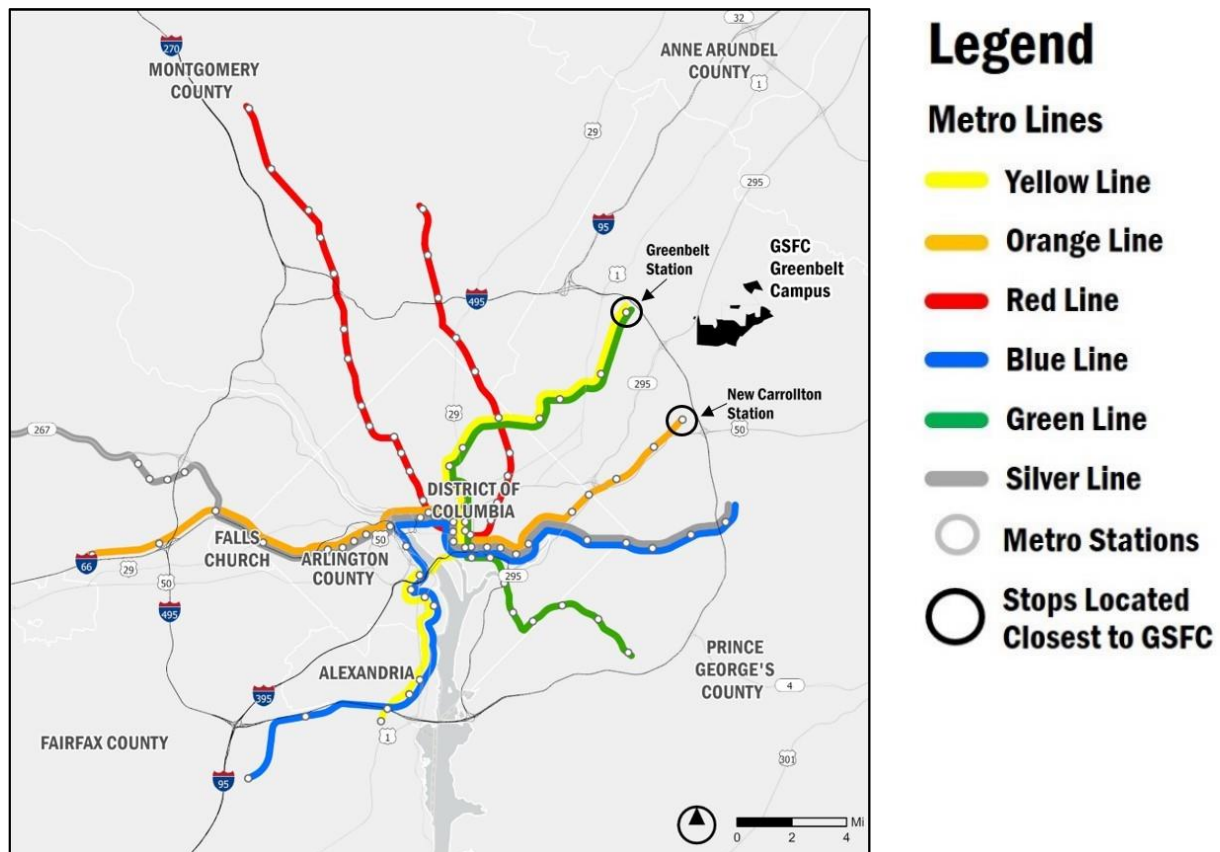 32
270
MONTGOMERY
COUNTY
ANNE ARUNDEL
COUNTY
1
29
295
95
Greenbelt
Station
GSFC
Greenbelt
Campus
1
495
295
New Carrollton
Station
29
50
267
DISTRICT OF
COLUMBIA
FALLS
CHURCH
50
ARLINGTON
COUNTY
66
29
50
295
495
PRINCE
GEORGE'S
COUNTY
ALEXANDRIA
4
395
1
FAIRFAX COUNTY
95
301
Mi
0 2 4
Legend
Metro Lines
Yellow Line
Orange Line
Red Line
Blue Line
Green Line
Silver Line
Metro Stations
Stops Located
Closest to GSFC